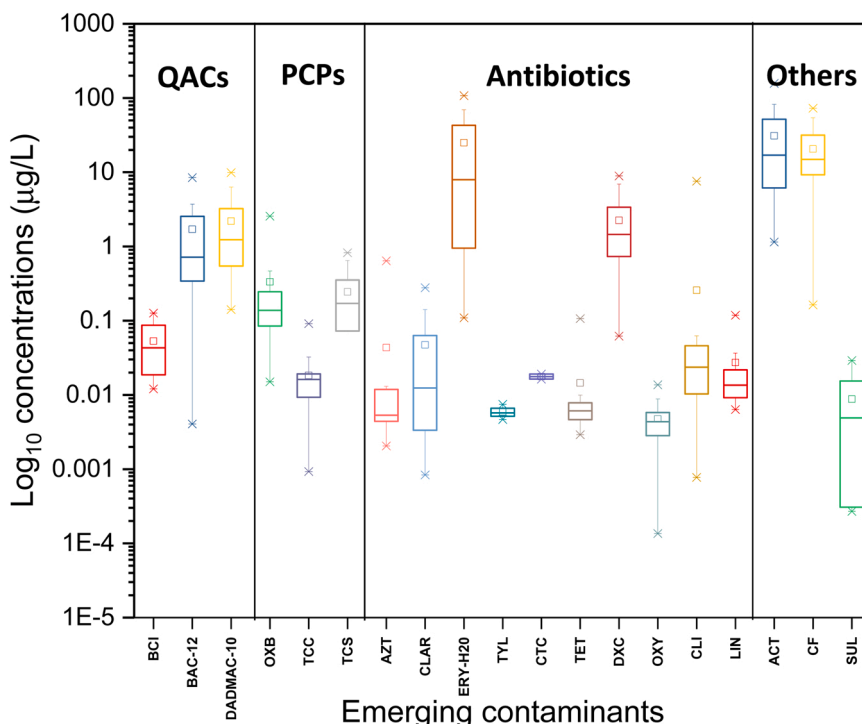 QACs PCPs Antibiotics Others
Log10 concentrations (µg/L)
1000
100
10
1
0.1
0.01
0.001
1E-4
1E-5
BCI
BAC-12
DADMAC-10
OXB
TCC
TCS
AZT
CLAR
ERY-H20
TYL
CTC
TET
DXC
OXY
CLI
LIN
ACT
CF
SUL
Emerging contaminants